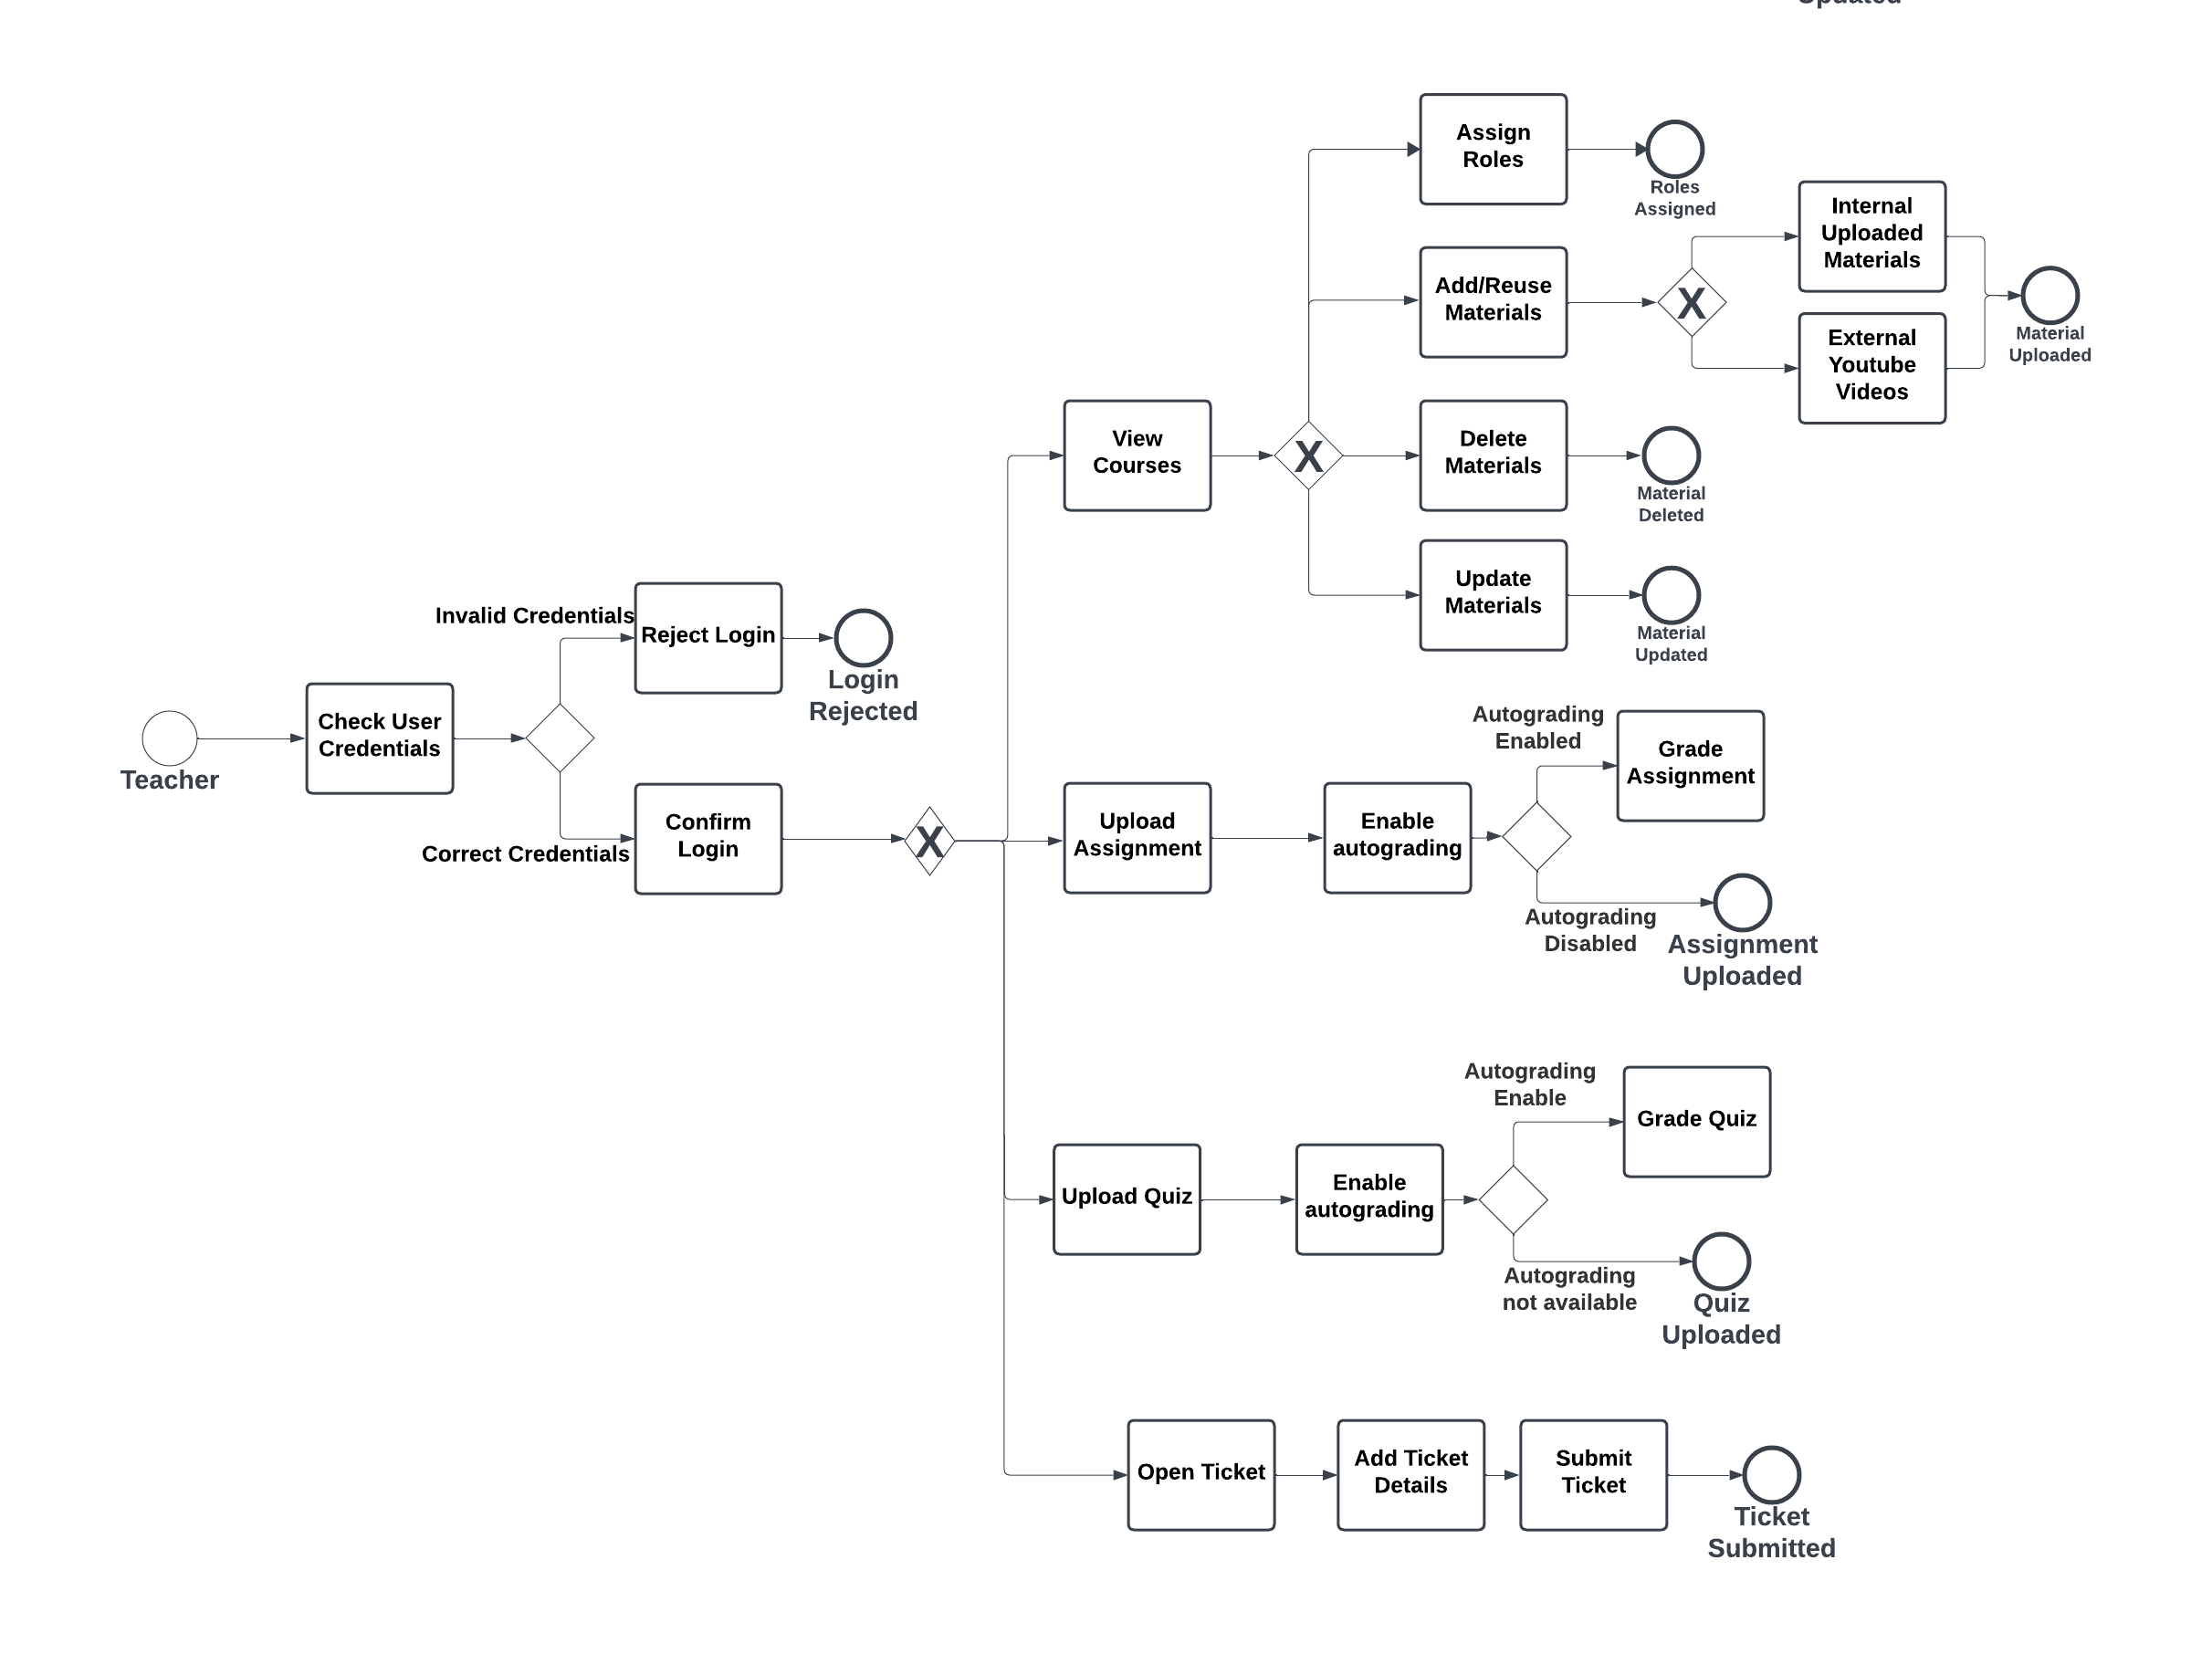 Updated
Assign
Roles
Roles
Assigned
Internal
Uploaded
Materials
Add/Reuse
Materials
X
Material
Uploaded
External
Youtube
Videos
View
Courses
X
Delete
Materials
Material
Deleted
Update
Materials
Material
Updated
Invalid Credentials
Reject Login
Login
Rejected
Teacher
Check User
Credentials
Correct Credentials
Confirm
Login
X
Upload
Assignment
Enable
autograding
Autograding
Enabled
Grade
Assignment
Autograding
Disabled
Assignment
Uploaded
Upload Quiz
Enable
autograding
Autograding
Enable
Grade Quiz
Autograding
not available
Quiz
Uploaded
Open Ticket
Add Ticket
Details
Submit
Ticket
Ticket
Submitted